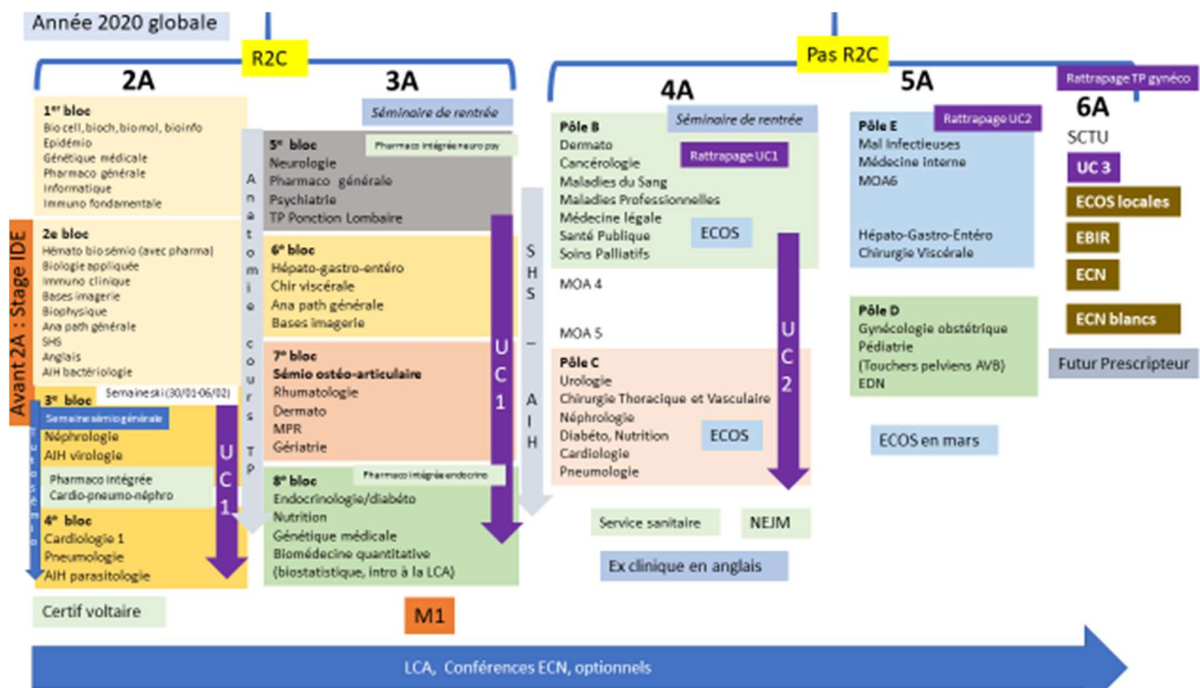 Année 2020 globale
R2C
Pas R2C
2A
3A
4A
5A
6A
Rattrapage TP gynéco
1er bloc
Bio cell, bioch, bio mol, bioinfo
Epidémio
Génétique médicale
Pharmaco générale
Informatique
Immuno fondamentale
Avant 2A : Stage IDE
2e bloc
Hémato bio sémio (avec pharma)
Biologie appliquée
Immuno clinique
Bases imagerie
Biophysique
Ana path générale
SHS
Anglais
AIH bactériologie
Semaine ski (30/01-06/02)
3e bloc
Semaine sémio générale
Néphrologie
AIH virologie
Pharmaco intégrée
Cardio-pneumo-néphro
4e bloc
Cardiologie 1
Pneumologie
AIH parasitologie
Tuto sémio
UC1
Certif voltaire
Anatomie cours TP
Séminaire de rentrée
Pharmaco intégrée neuro psy
5e bloc
Neurologie
Pharmaco générale
Psychiatrie
TP Ponction Lombaire
6e bloc
Hépato-gastro-entéro
Chir viscérale
Ana path générale
Bases imagerie
7e bloc
Sémio ostéo-articulaire
Rhumatologie
Dermato
MPR
Gériatrie
Pharmaco intégrée endocrino
8e bloc
Endocrinologie/diabéto
Nutrition
Génétique médicale
Biomédecine quantitative
(biostatistique, intro à la LCA)
UC1
M1
SHS – AIH
Séminaire de rentrée
Pôle B
Dermato
Cancérologie
Maladies du Sang
Maladies Professionnelles
Médecine légale
Santé Publique
Soins Palliatifs
Rattrapage UC1
ECOS
MOA 4
MOA 5
Pôle C
Urologie
Chirurgie Thoracique et Vasculaire
Néphrologie
Diabéto, Nutrition
Cardiologie
Pneumologie
ECOS
UC2
Service sanitaire
NEJM
Ex clinique en anglais
Rattrapage UC2
Pôle E
Mal Infectieuses
Médecine interne
MOA6
Hépato-Gastro-Entéro
Chirurgie Viscérale
Pôle D
Gynécologie obstétrique
Pédiatrie
(Touchers pelviens AVB)
EDN
ECOS en mars
SCTU
UC 3
ECOS locales
EBIR
ECN
ECN blancs
Futur Prescripteur
LCA, Conférences ECN, optionnels